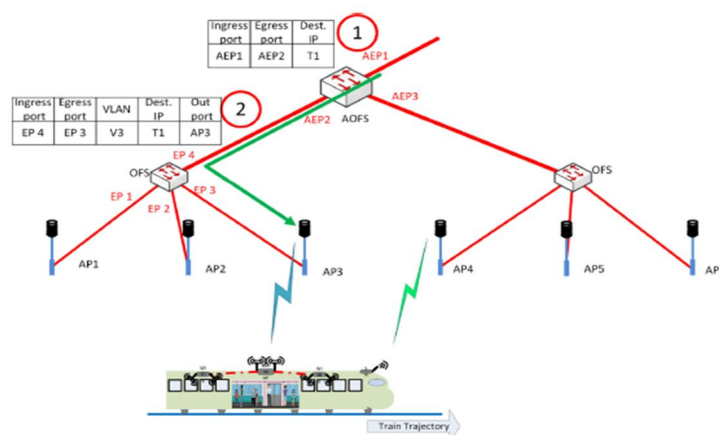 Ingress port Egress port Dest. IP
AEP1 AEP2 T1
1
AEP1
Ingress port Egress port VLAN Dest. IP Out port
EP 4 EP 3 V3 T1 AP3
2
AEP2
AOFS
AEP3
EP 4
OFS
EP 1
EP 2
EP 3
OFS
AP1
AP2
AP3
AP4
AP5
AP
Train Trajectory